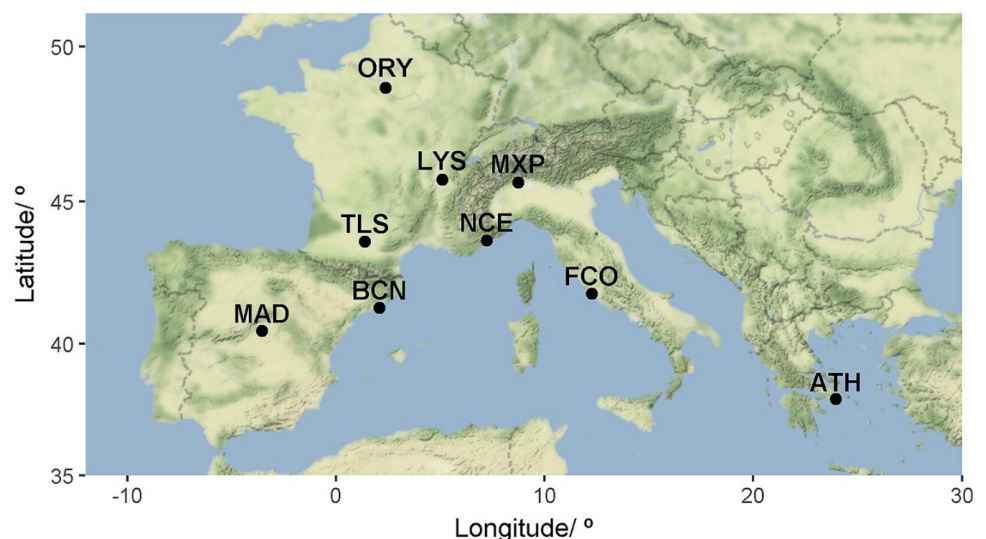 50
ORY
LYS
MXP
45
TLS
NCE
BCN
FCO
MAD
40
ATH
35
-10
0
10
20
30
Latitude/ º
Longitude/ º